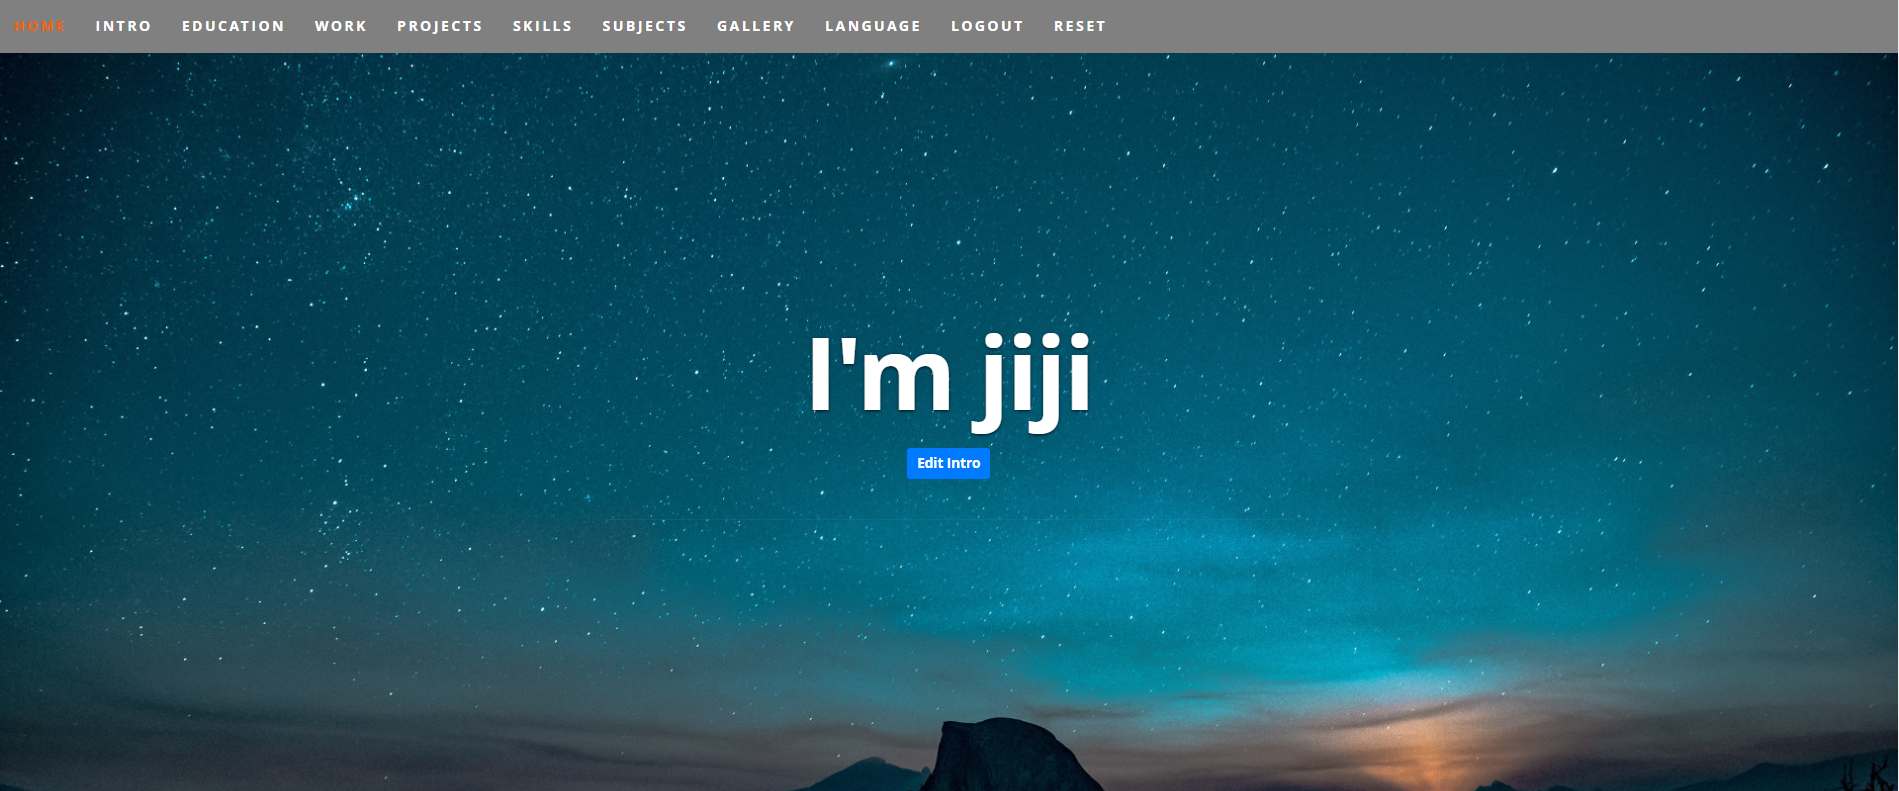 HOME INTRO EDUCATION WORK PROJECTS SKILLS SUBJECTS GALLERY LANGUAGE LOGOUT RESET
I'm jiji
Edit Intro